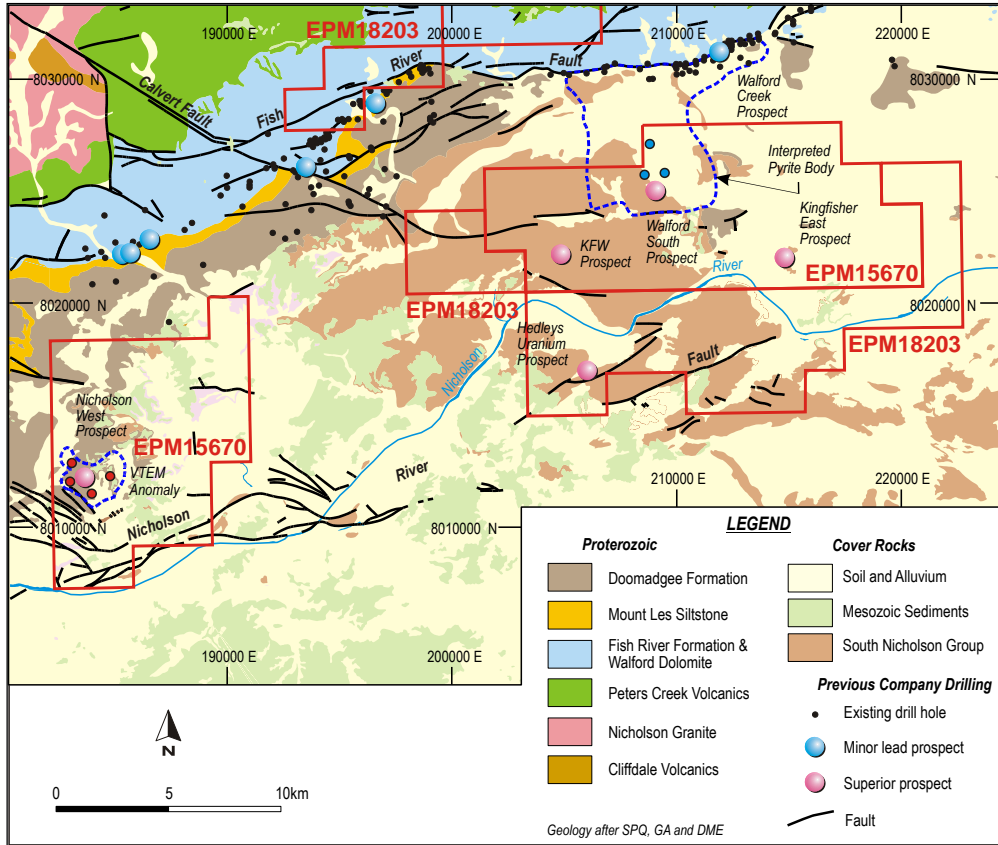 190000 E
200000 E
210000 E
220000 E
EPM18203
8030000 N
8030000 N
Calvert Fault
Fish
River
Fault
Walford
Creek
Prospect
Interpreted
Pyrite Body
Kingfisher
East
Prospect
KFW
Prospect
Walford
South
Prospect
River
EPM15670
8020000 N
EPM18203
8020000 N
Hedleys
Uranium
Prospect
Fault
EPM18203
Nicholson
Nicholson
West
Prospect
EPM15670
VTEM
Anomaly
River
Nicholson
8010000 N
8010000 N
210000 E
220000 E
190000 E
200000 E
LEGEND
Proterozoic
Doomadgee Formation
Mount Les Siltstone
Fish River Formation &
Walford Dolomite
Peters Creek Volcanics
Nicholson Granite
Cliffdale Volcanics
Cover Rocks
Soil and Alluvium
Mesozoic Sediments
South Nicholson Group
Previous Company Drilling
Existing drill hole
Minor lead prospect
Superior prospect
Fault
Geology after SPQ, GA and DME
N
0
5
10km